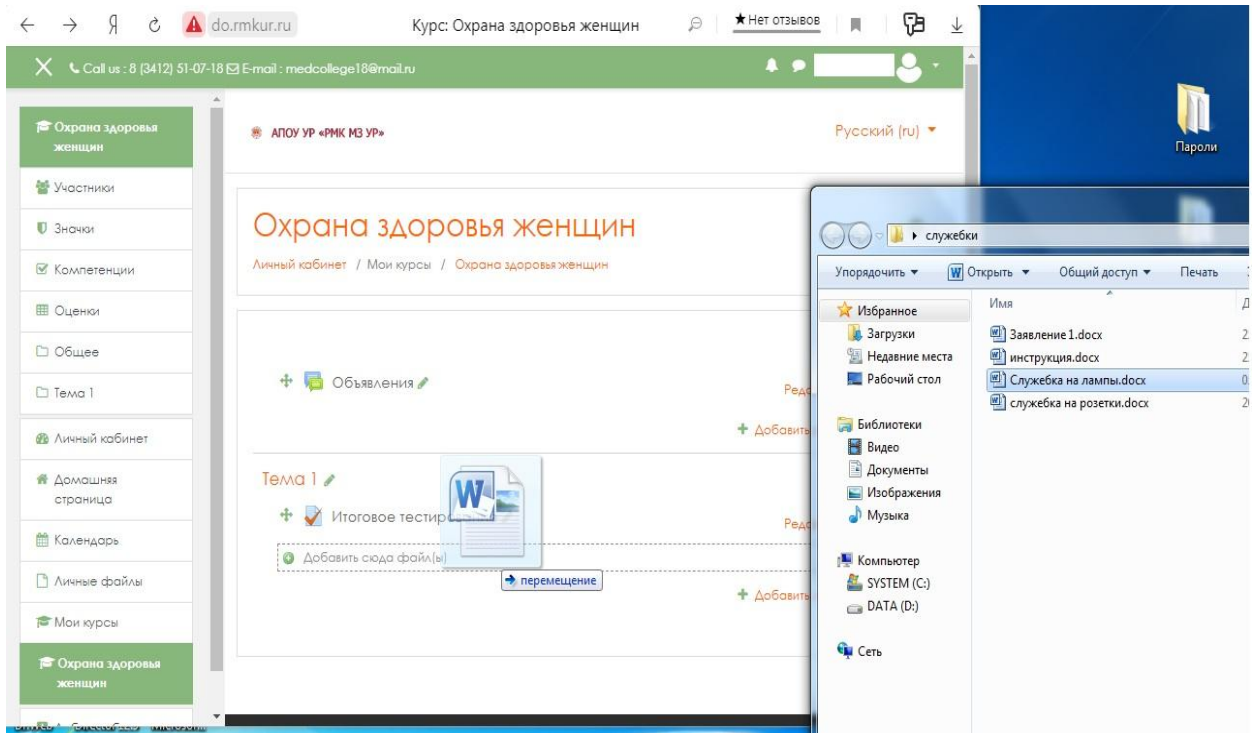 do.rmkur.ru
Курс: Охрана здоровья женщин
★ Нет отзывов
Call us : 8 (3412) 51-07-18 E-mail : medcollege18@mail.ru
Охрана здоровья
женщин
Участники
Значки
Компетенции
Оценки
Общее
Тема 1
Личный кабинет
Домашняя
страница
Календарь
Личные файлы
Мои курсы
Охрана здоровья
женщин
АПОУ УР «РМК МЗ УР»
Русский (ru)
Охрана здоровья женщин
Личный кабинет / Мои курсы / Охрана здоровья женщин
Объявления
Реда
Добавить
Тема 1
Итоговое тестиро
Реда
Добавить сюда файл(ы)
перемещение
Добавить
Пароли
служебки
Упорядочить
Открыть
Общий доступ
Печать
Имя
Избранное
Загрузки
Недавние места
Рабочий стол
Библиотеки
Видео
Документы
Изображения
Музыка
Компьютер
SYSTEM (C:)
DATA (D:)
Сеть
Заявление 1.docx
инструкция.docx
Служебка на лампы.docx
служебка на розетки.docx